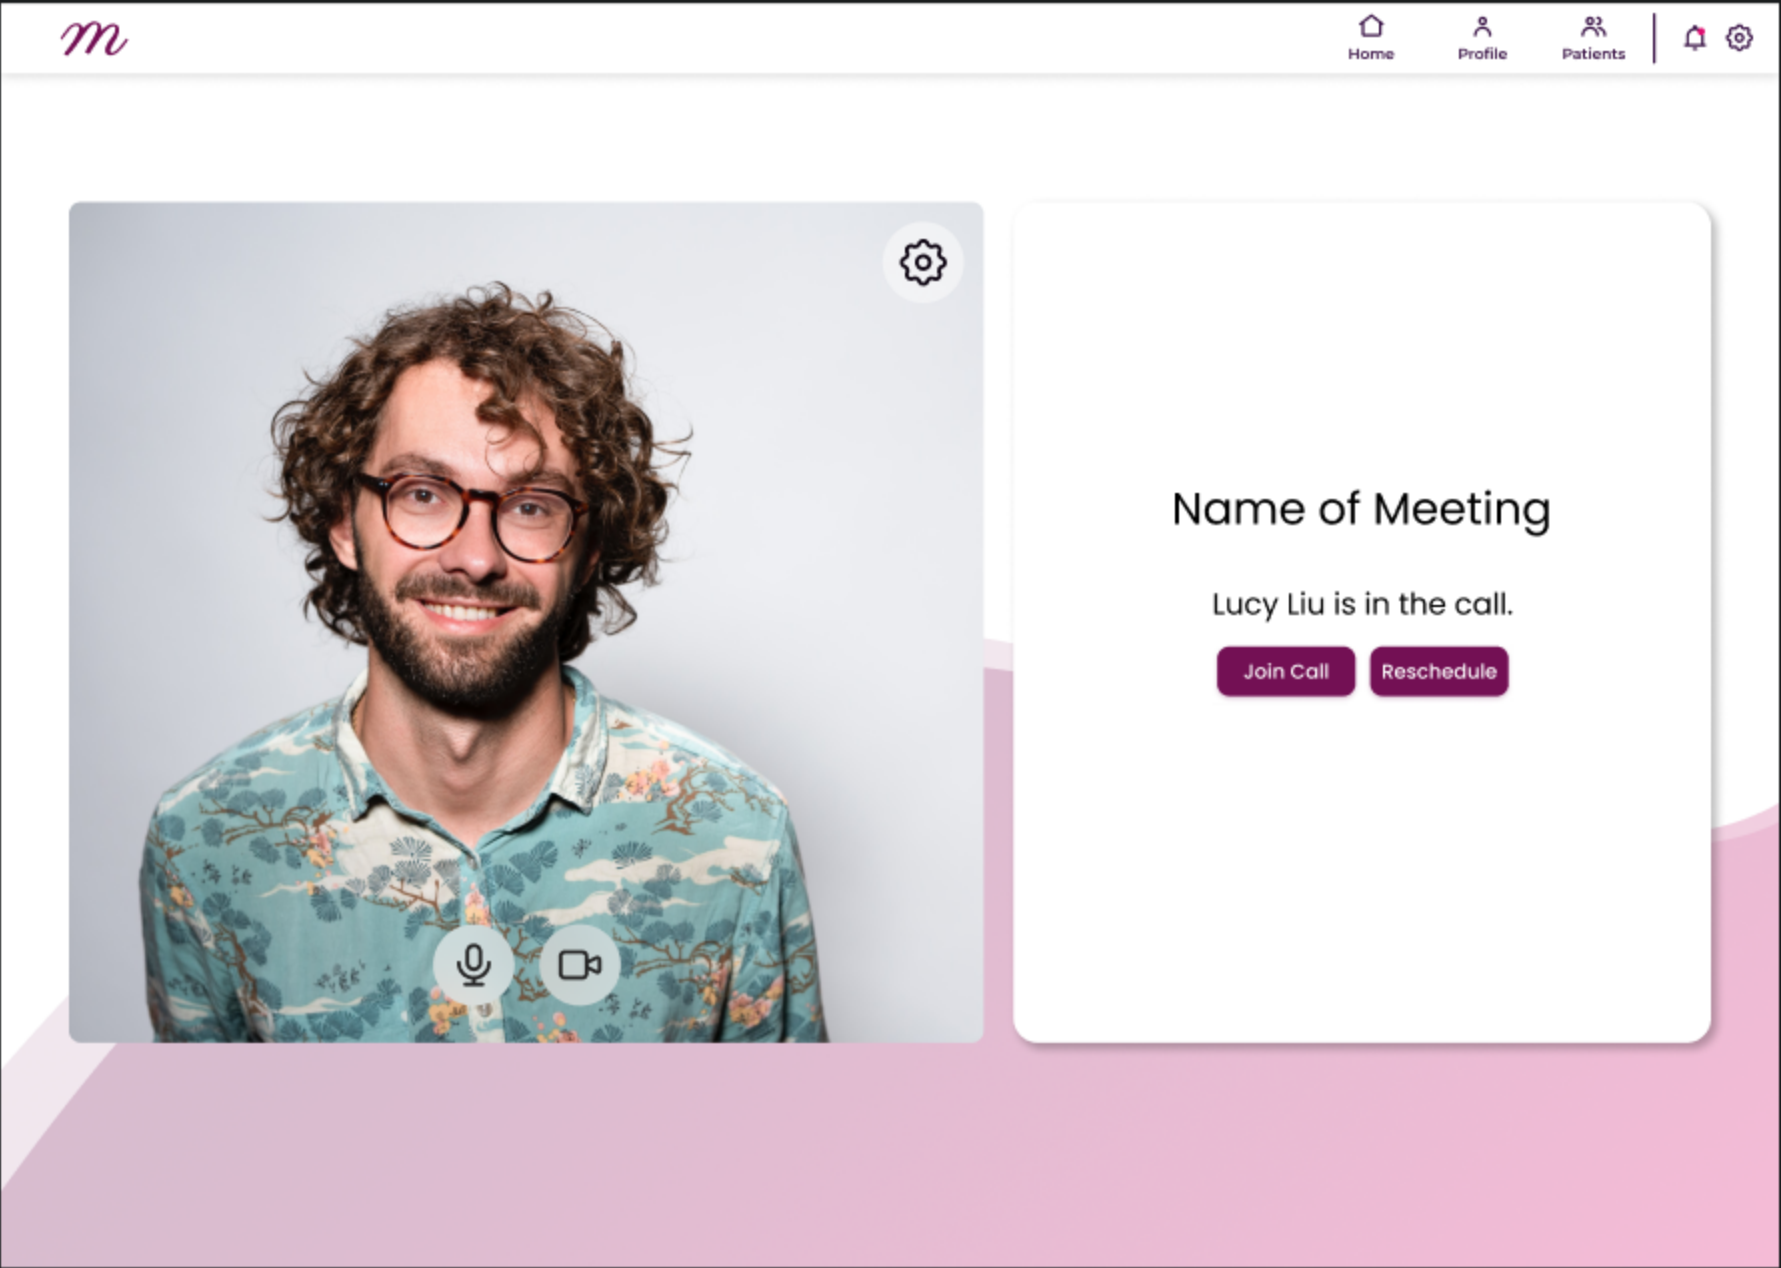 m
Home
Profile
Patients
Name of Meeting
Lucy Liu is in the call.
Join Call
Reschedule